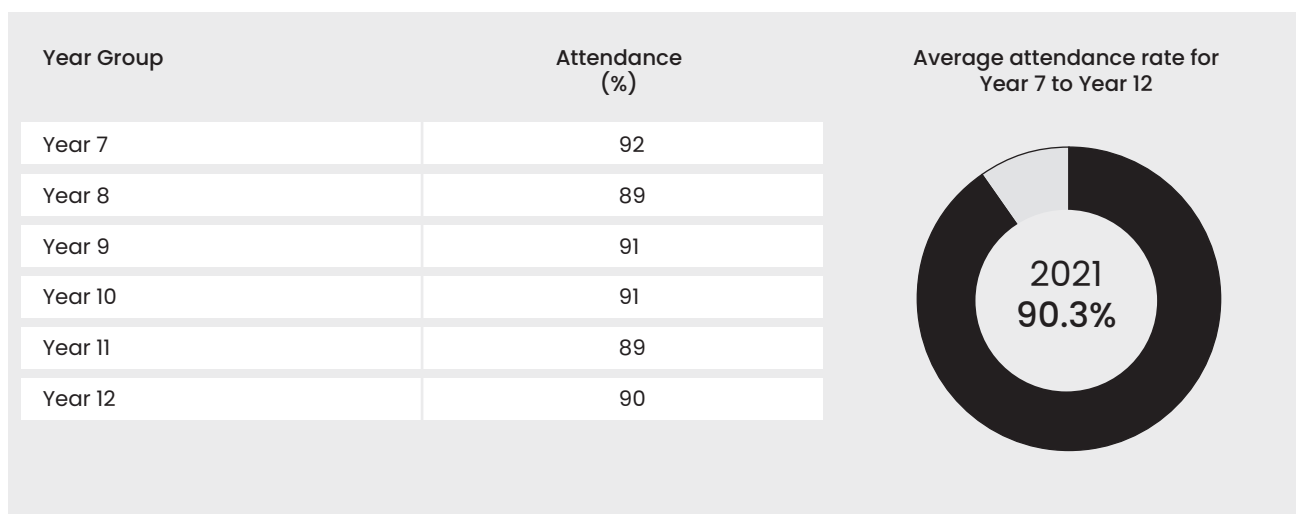 Year Group
Attendance
(%)
Year 7
92
Year 8
89
Year 9
91
Year 10
91
Year 11
89
Year 12
90
Average attendance rate for
Year 7 to Year 12
2021
90.3%